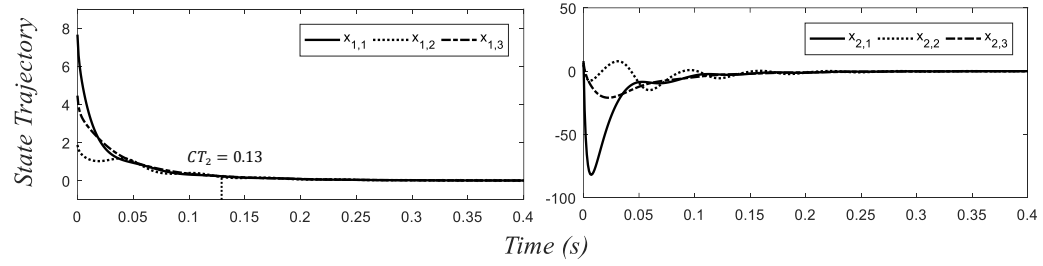 State Trajectory
8
6
4
2
0
x1,1 x1,2 x1,3
CT2 = 0.13
0 0.05 0.1 0.15 0.2 0.25 0.3 0.35 0.4
50
0
-50
-100
x2,1 x2,2 x2,3
0 0.05 0.1 0.15 0.2 0.25 0.3 0.35 0.4
Time (s)